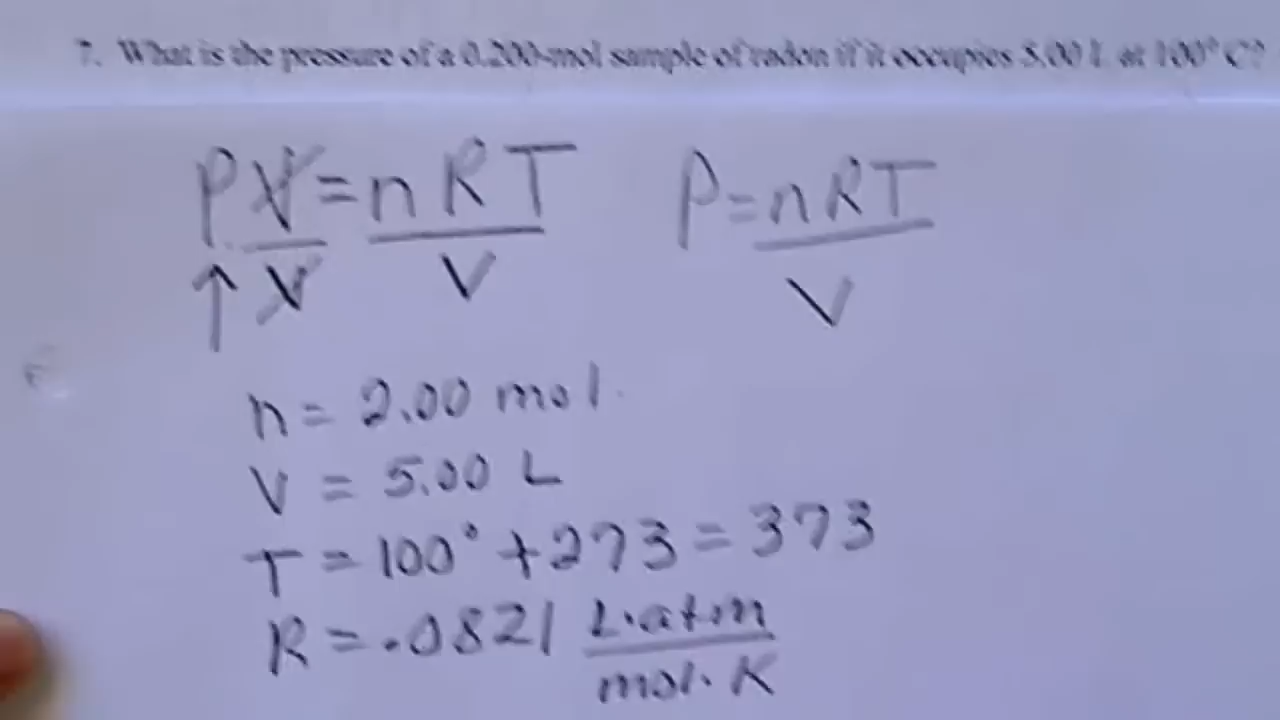 7. What is the pressure of a 0.200-mol sample of radon if it occupies 5.00 L at 100° C?
PV = nRT P = nRT
V V V
n = 2.00 mol.
V = 5.00 L
T = 100° + 273 = 373
R = .0821 L·atm
mol. K